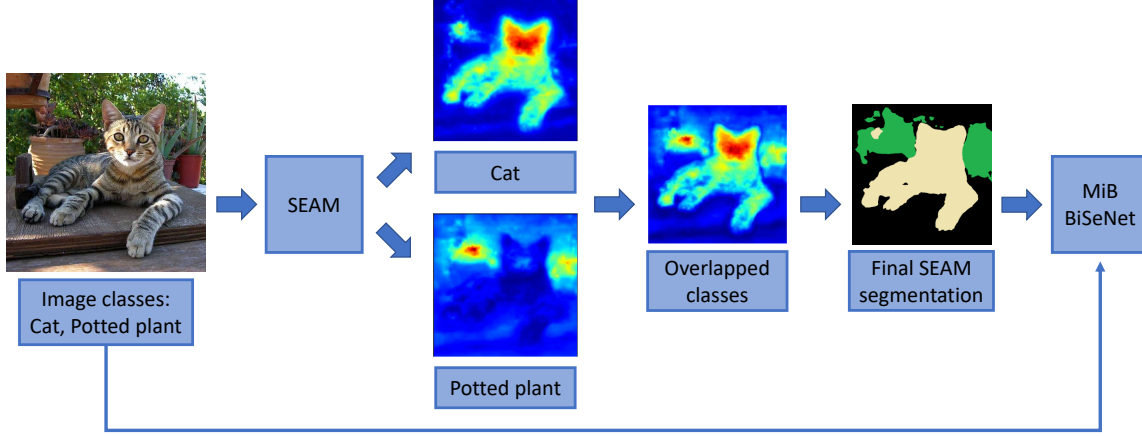 Image classes:
Cat, Potted plant
SEAM
Cat
Potted plant
Overlapped
classes
Final SEAM
segmentation
MiB
BiSeNet